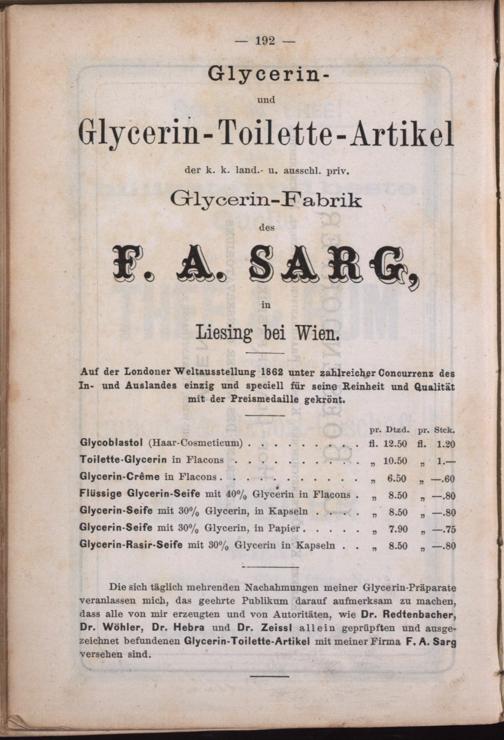 — 192 —
Glycerin-
und
Glycerin-Toilette-Artikel
der k. k. land.- u. ausschl. priv.
Glycerin-Fabrik
des
F. A. SARG,
in
Liesing bei Wien.
Auf der Londoner Weltausstellung 1862 unter zahlreicher Concurrenz des
In- und Auslandes einzig und speciell für seine Reinheit und Qualität
mit der Preismedaille gekrönt.
pr. Dtzd. pr. Stck.
Glycoblastol (Haar-Cosmeticum) . . . . . . . . . fl. 12.50 fl. 1.20
Toilette-Glycerin in Flacons . . . . . . . . . . „ 10.50 „ 1.—
Glycerin-Crême in Flacons . . . . . . . . . . . „ 6.50 „ —.60
Flüssige Glycerin-Seife mit 40% Glycerin in Flacons . „ 8.50 „ —.80
Glycerin-Seife mit 30% Glycerin, in Kapseln . . . . „ 8.50 „ —.80
Glycerin-Seife mit 30% Glycerin, in Papier . . . . . „ 7.90 „ —.75
Glycerin-Rasir-Seife mit 30% Glycerin in Kapseln . . „ 8.50 „ —.80
Die sich täglich mehrenden Nachahmungen meiner Glycerin-Präparate
veranlassen mich, das geehrte Publikum darauf aufmerksam zu machen,
dass alle von mir erzeugten und von Autoritäten, wie Dr. Redtenbacher,
Dr. Wöhler, Dr. Hebra und Dr. Zeissl allein geprüpften und ausge-
zeichnet befundenen Glycerin-Toilette-Artikel mit meiner Firma F. A. Sarg
versehen sind.